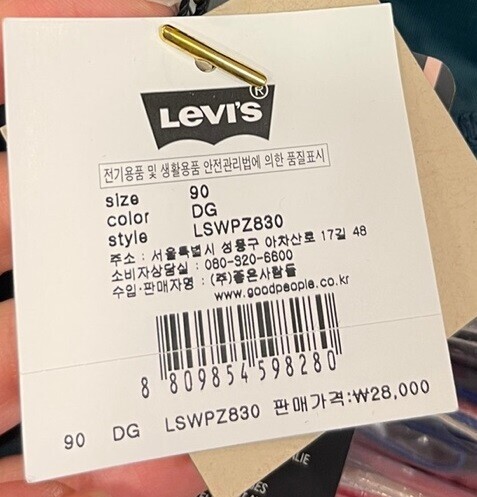 LEVI'S®
전기용품 및 생활용품 안전관리법에 의한 품질표시
size 90
color DG
style LSWPZ830
주소 : 서울특별시 성동구 아차산로 17길 48
소비자상담실 : 080-920-6600
수입·판매자명 : (주)좋은사람들
www.goodpeople.co.kr
8 809854 598280
90 DG LSWPZ830 판매가격:₩28,000